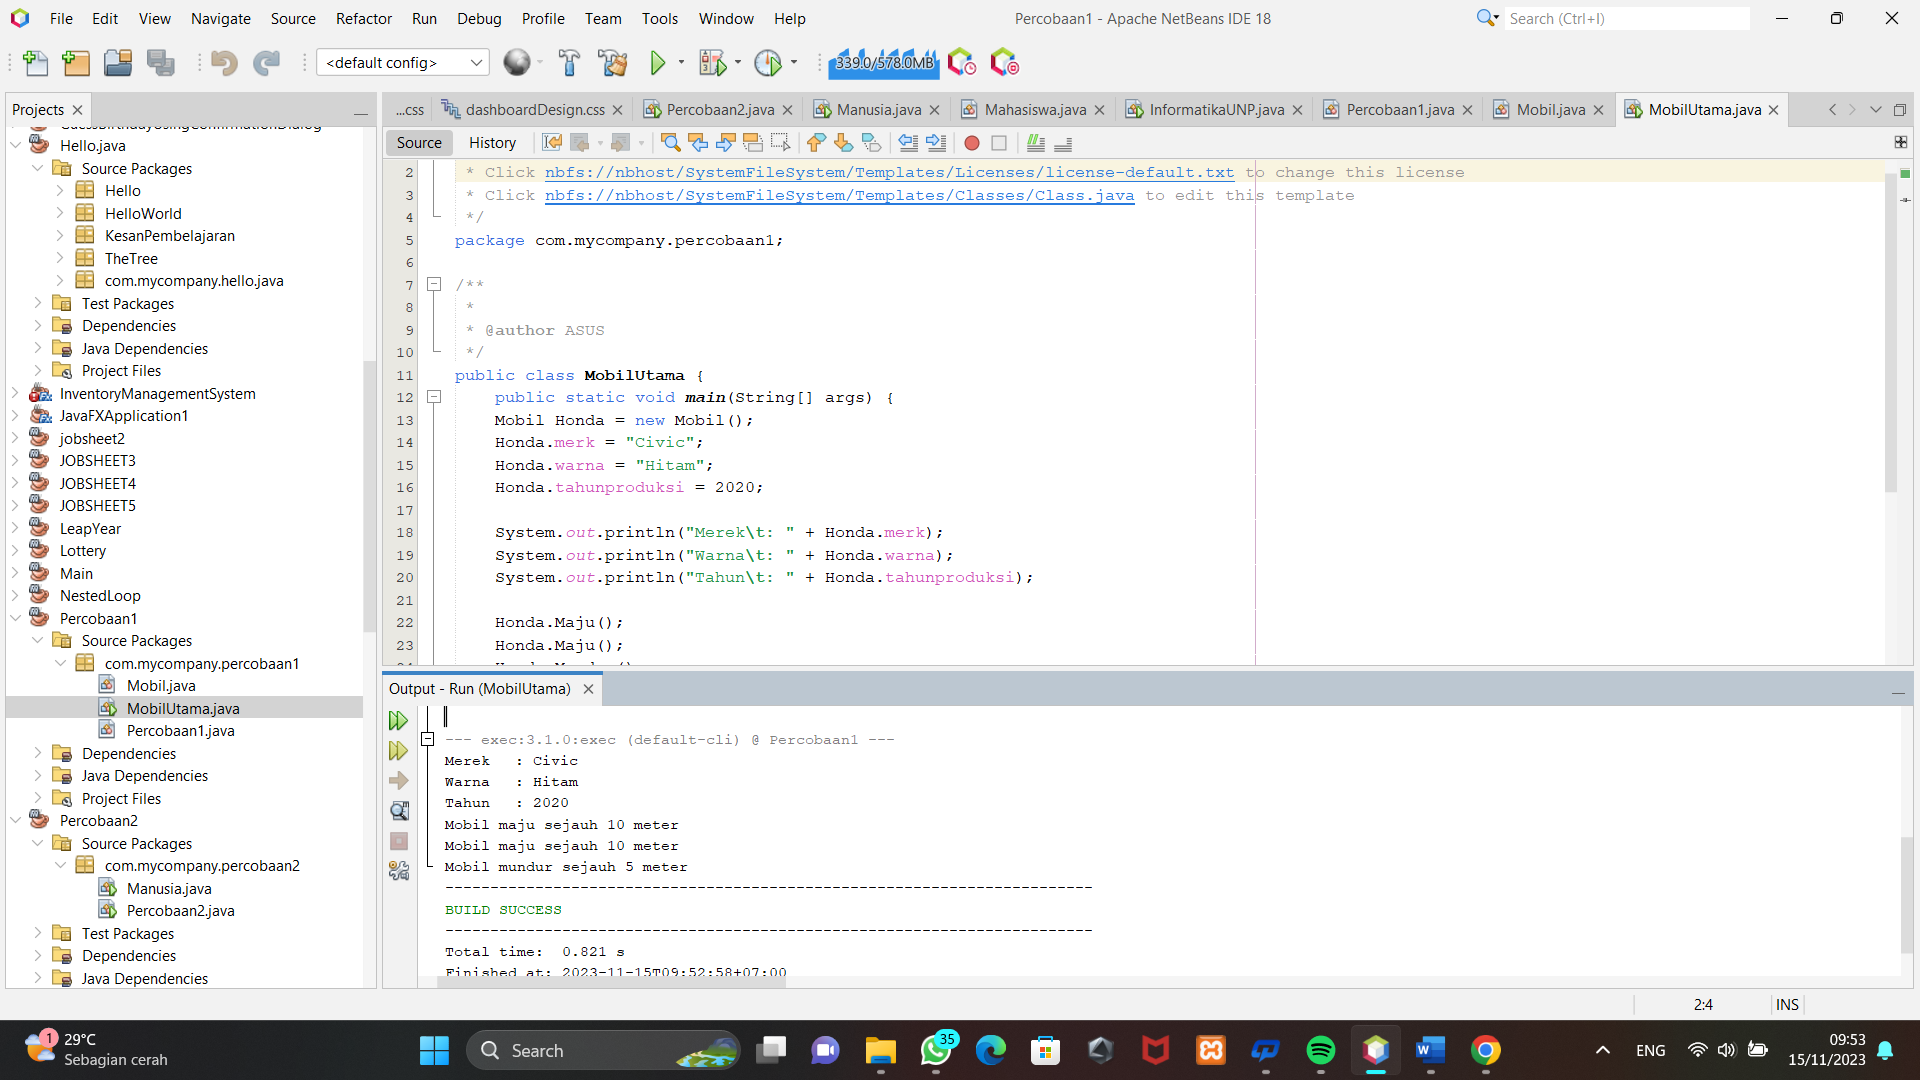 File Edit View Navigate Source Refactor Run Debug Profile Team Tools Window Help
Percobaan1 - Apache NetBeans IDE 18
Search (Ctrl+I)
<default config>
339.0/578.0MB
Projects
Hello.java
Source Packages
Hello
HelloWorld
KesanPembelajaran
TheTree
com.mycompany.hello.java
Test Packages
Dependencies
Java Dependencies
Project Files
InventoryManagementSystem
JavaFXApplication1
jobsheet2
JOBSHEET3
JOBSHEET4
JOBSHEET5
LeapYear
Lottery
Main
NestedLoop
Percobaan1
Source Packages
com.mycompany.percobaan1
Mobil.java
MobilUtama.java
Percobaan1.java
Dependencies
Java Dependencies
Project Files
Percobaan2
Source Packages
com.mycompany.percobaan2
Manusia.java
Percobaan2.java
Test Packages
Dependencies
Java Dependencies
...css dashboardDesign.css Percobaan2.java Manusia.java Mahasiswa.java InformatikaUNP.java Percobaan1.java Mobil.java MobilUtama.java
Source History
2 * Click nbfs://nbhost/SystemFileSystem/Templates/Licenses/license-default.txt to change this license
3 * Click nbfs://nbhost/SystemFileSystem/Templates/Classes/Class.java to edit this template
4 */
5 package com.mycompany.percobaan1;
6
7 /**
8 *
9 * @author ASUS
10 */
11 public class MobilUtama {
12 public static void main(String[] args) {
13 Mobil Honda = new Mobil();
14 Honda.merk = "Civic";
15 Honda.warna = "Hitam";
16 Honda.tahunproduksi = 2020;
17
18 System.out.println("Merek\t: " + Honda.merk);
19 System.out.println("Warna\t: " + Honda.warna);
20 System.out.println("Tahun\t: " + Honda.tahunproduksi);
21
22 Honda.Maju();
23 Honda.Maju();
Output - Run (MobilUtama)
--- exec:3.1.0:exec (default-cli) @ Percobaan1 ---
Merek : Civic
Warna : Hitam
Tahun : 2020
Mobil maju sejauh 10 meter
Mobil maju sejauh 10 meter
Mobil mundur sejauh 5 meter
------------------------------------------------------------------------
BUILD SUCCESS
------------------------------------------------------------------------
Total time: 0.821 s
Finished at: 2023-11-15T09:52:58+07:00
2:4 INS
1
29°C
Sebagian cerah
Search
35
ENG
09:53
15/11/2023